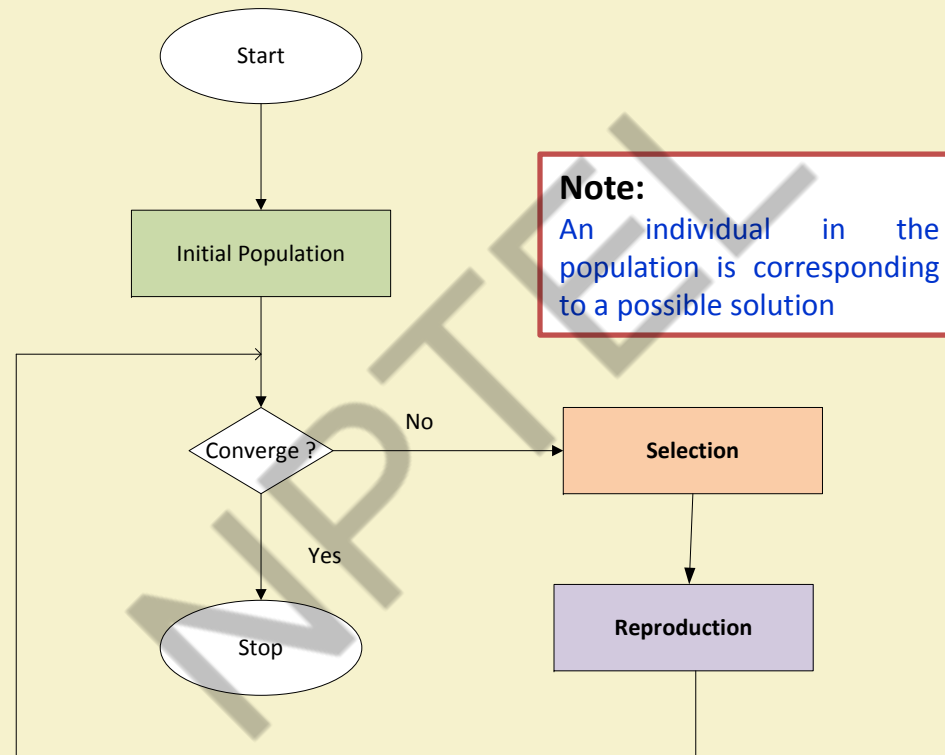 Start
Note:
An individual in the
population is corresponding
to a possible solution
Initial Population
No
Converge ?
Selection
Yes
Reproduction
Stop
NPTEL